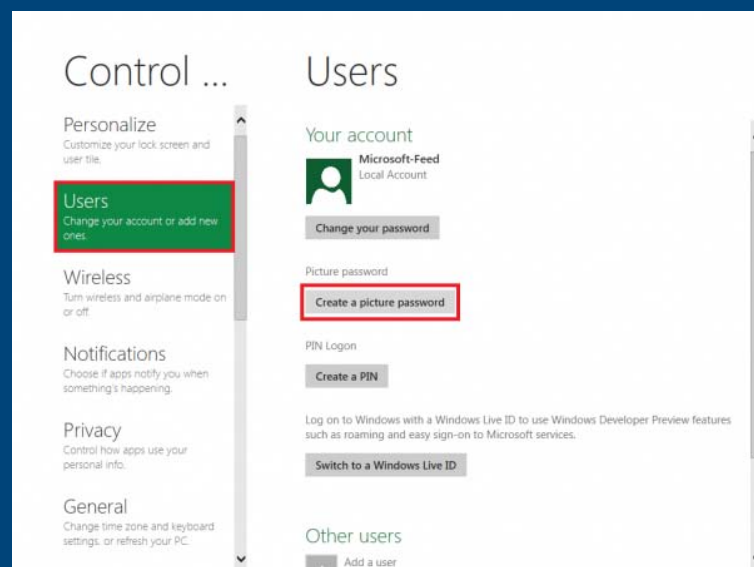 Control ...
Personalize
Customize your lock screen and
user tile.
Users
Change your account or add new
ones.
Wireless
Turn wireless and airplane mode on
or off.
Notifications
Choose if apps notify you when
something's happening.
Privacy
Control how apps use your
personal info.
General
Change time zone and keyboard
settings. or refresh your PC.
Users
Your account
Microsoft-Feed
Local Account
Change your password
Picture password
Create a picture password
PIN Logon
Create a PIN
Log on to Windows with a Windows Live ID to use Windows Developer Preview features
such as roaming and easy sign-on to Microsoft services.
Switch to a Windows Live ID
Other users
Add a user